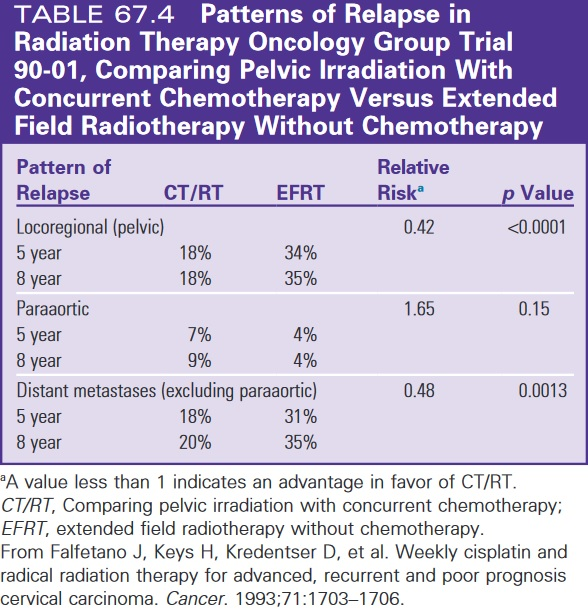 TABLE 67.4 Patterns of Relapse in
Radiation Therapy Oncology Group Trial
90-01, Comparing Pelvic Irradiation With
Concurrent Chemotherapy Versus Extended
Field Radiotherapy Without Chemotherapy
Pattern of Relapse CT/RT EFRT Relative Riskᵃ p Value
Locoregional (pelvic) 0.42 <0.0001
5 year 18% 34%
8 year 18% 35%
Paraaortic 1.65 0.15
5 year 7% 4%
8 year 9% 4%
Distant metastases (excluding paraaortic) 0.48 0.0013
5 year 18% 31%
8 year 20% 35%
ᵃA value less than 1 indicates an advantage in favor of CT/RT.
CT/RT, Comparing pelvic irradiation with concurrent chemotherapy;
EFRT, extended field radiotherapy without chemotherapy.
From Falfetano J, Keys H, Kredentser D, et al. Weekly cisplatin and
radical radiation therapy for advanced, recurrent and poor prognosis
cervical carcinoma. Cancer. 1993;71:1703–1706.